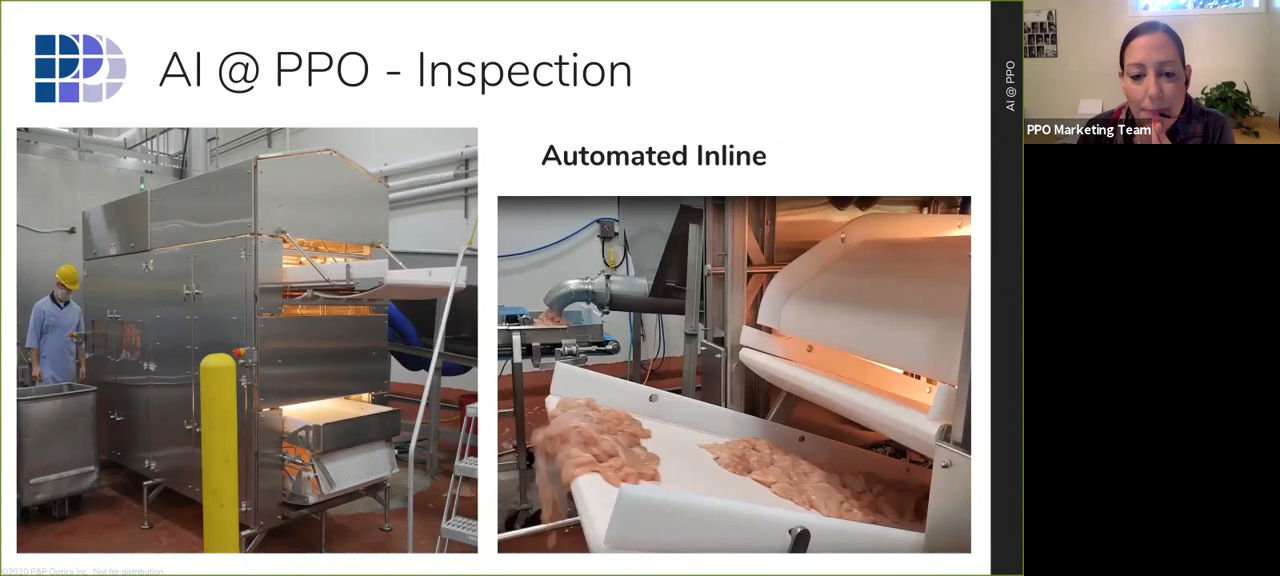 AI @ PPO - Inspection
Automated Inline
AI @ PPO
PPO Marketing Team
©2020 P&P Optica Inc. Not for distribution.